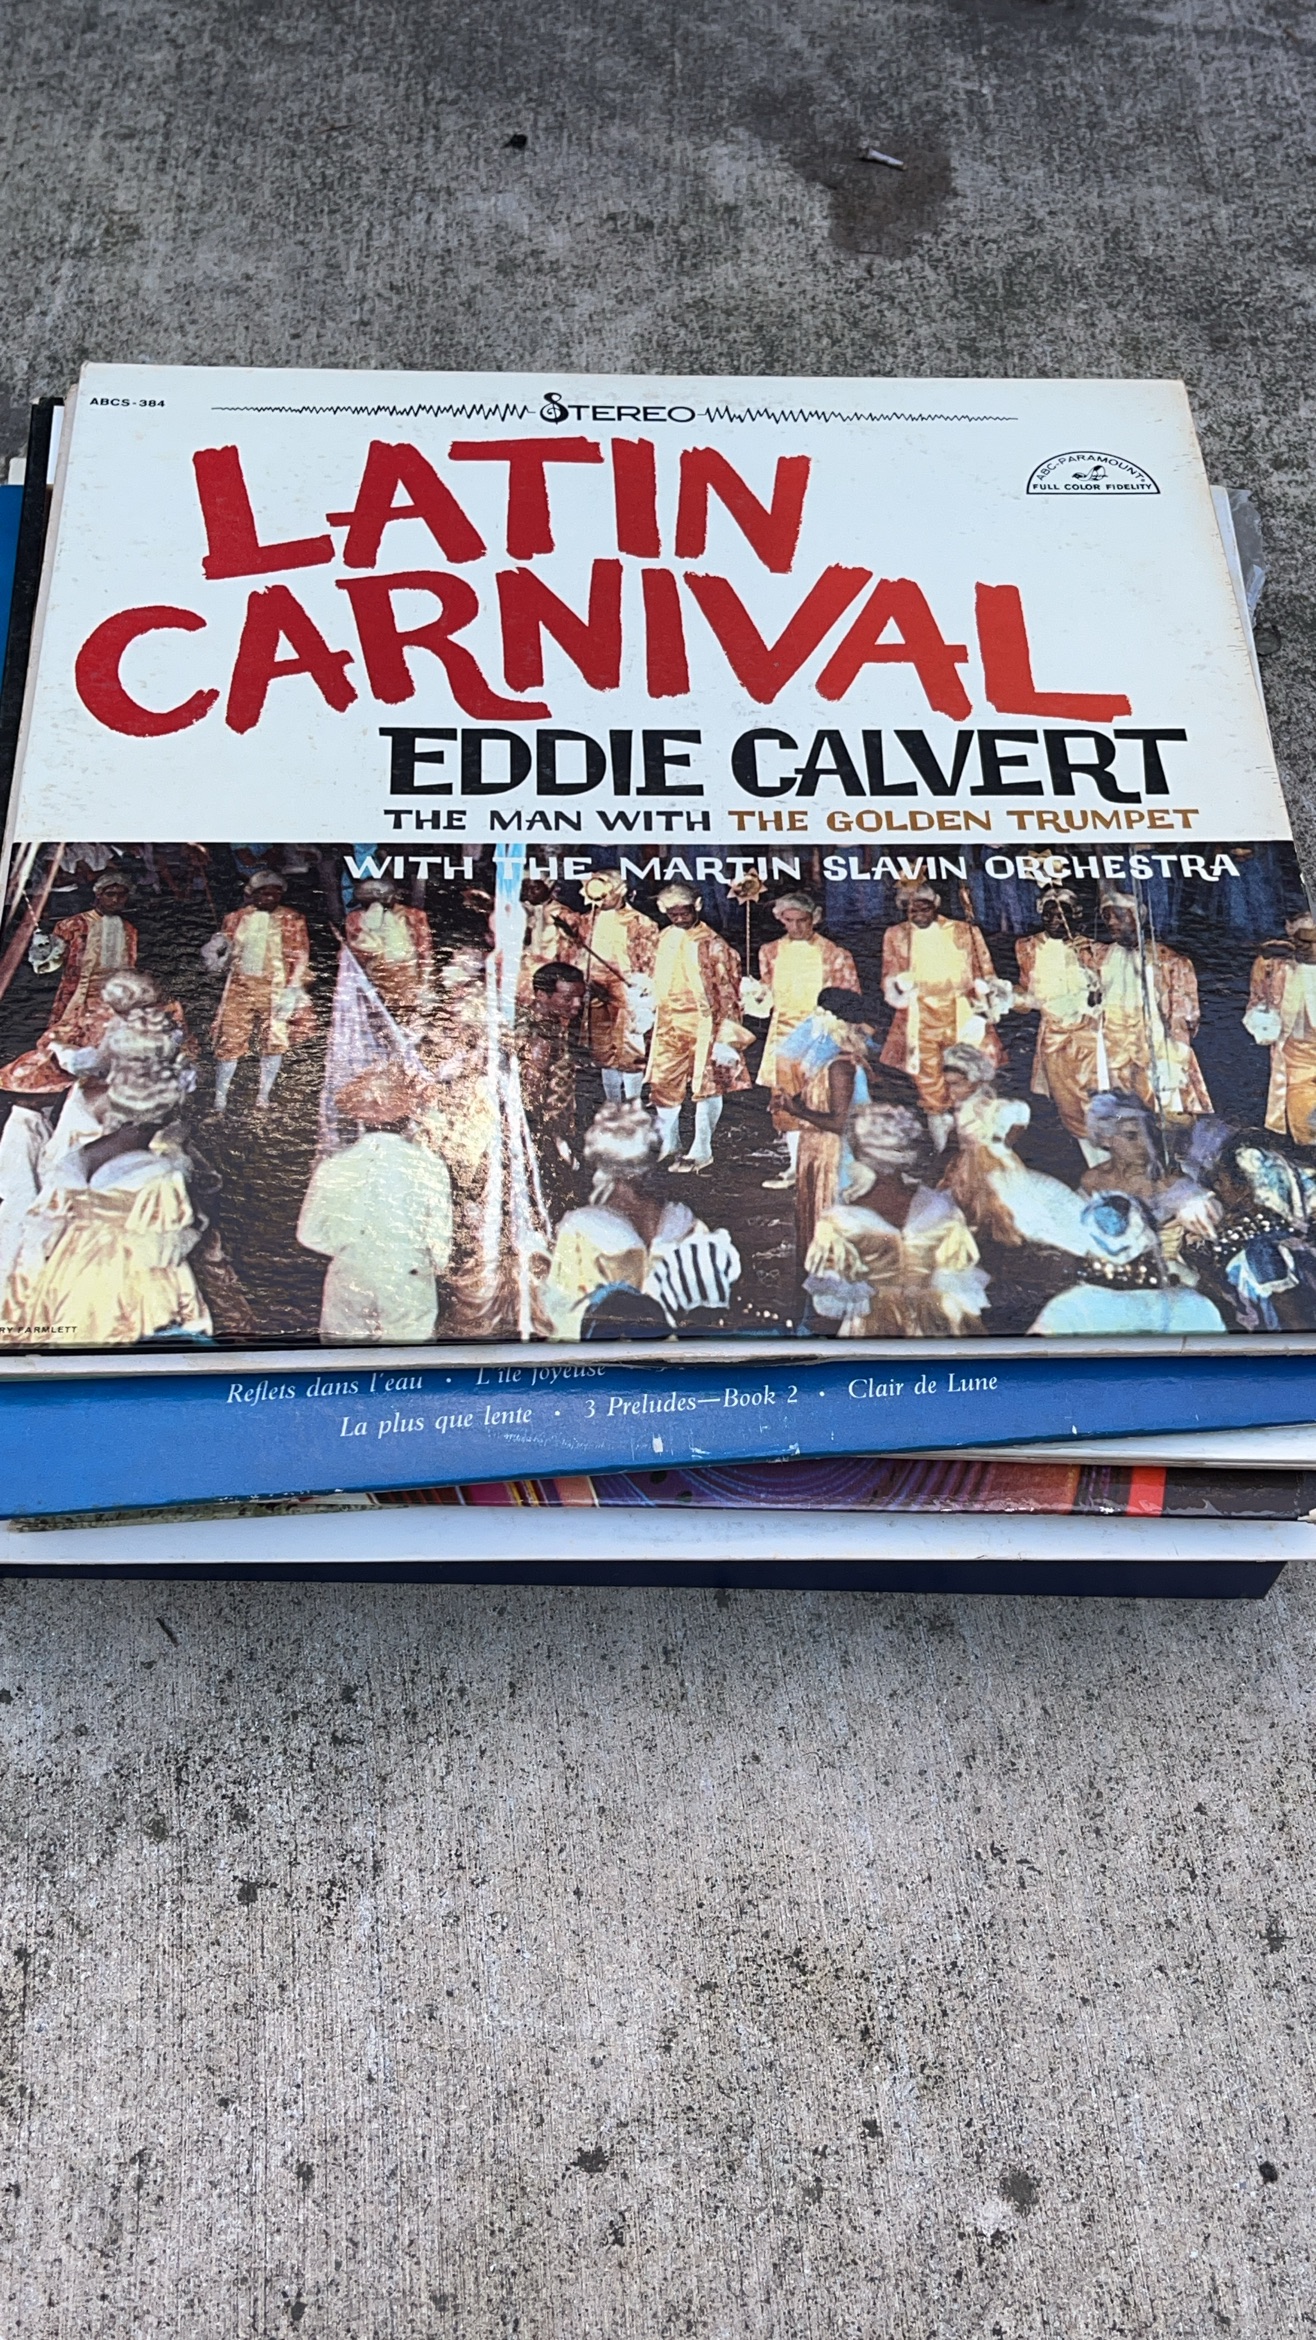 ABCS-384
STEREO
ABC-PARAMOUNT
FULL COLOR FIDELITY
LATIN
CARNIVAL
EDDIE CALVERT
THE MAN WITH THE GOLDEN TRUMPET
WITH THE MARTIN SLAVIN ORCHESTRA
RY PARMLETT
Reflets dans l'eau • L'île joyeuse
La plus que lente • 3 Preludes—Book 2 • Clair de Lune